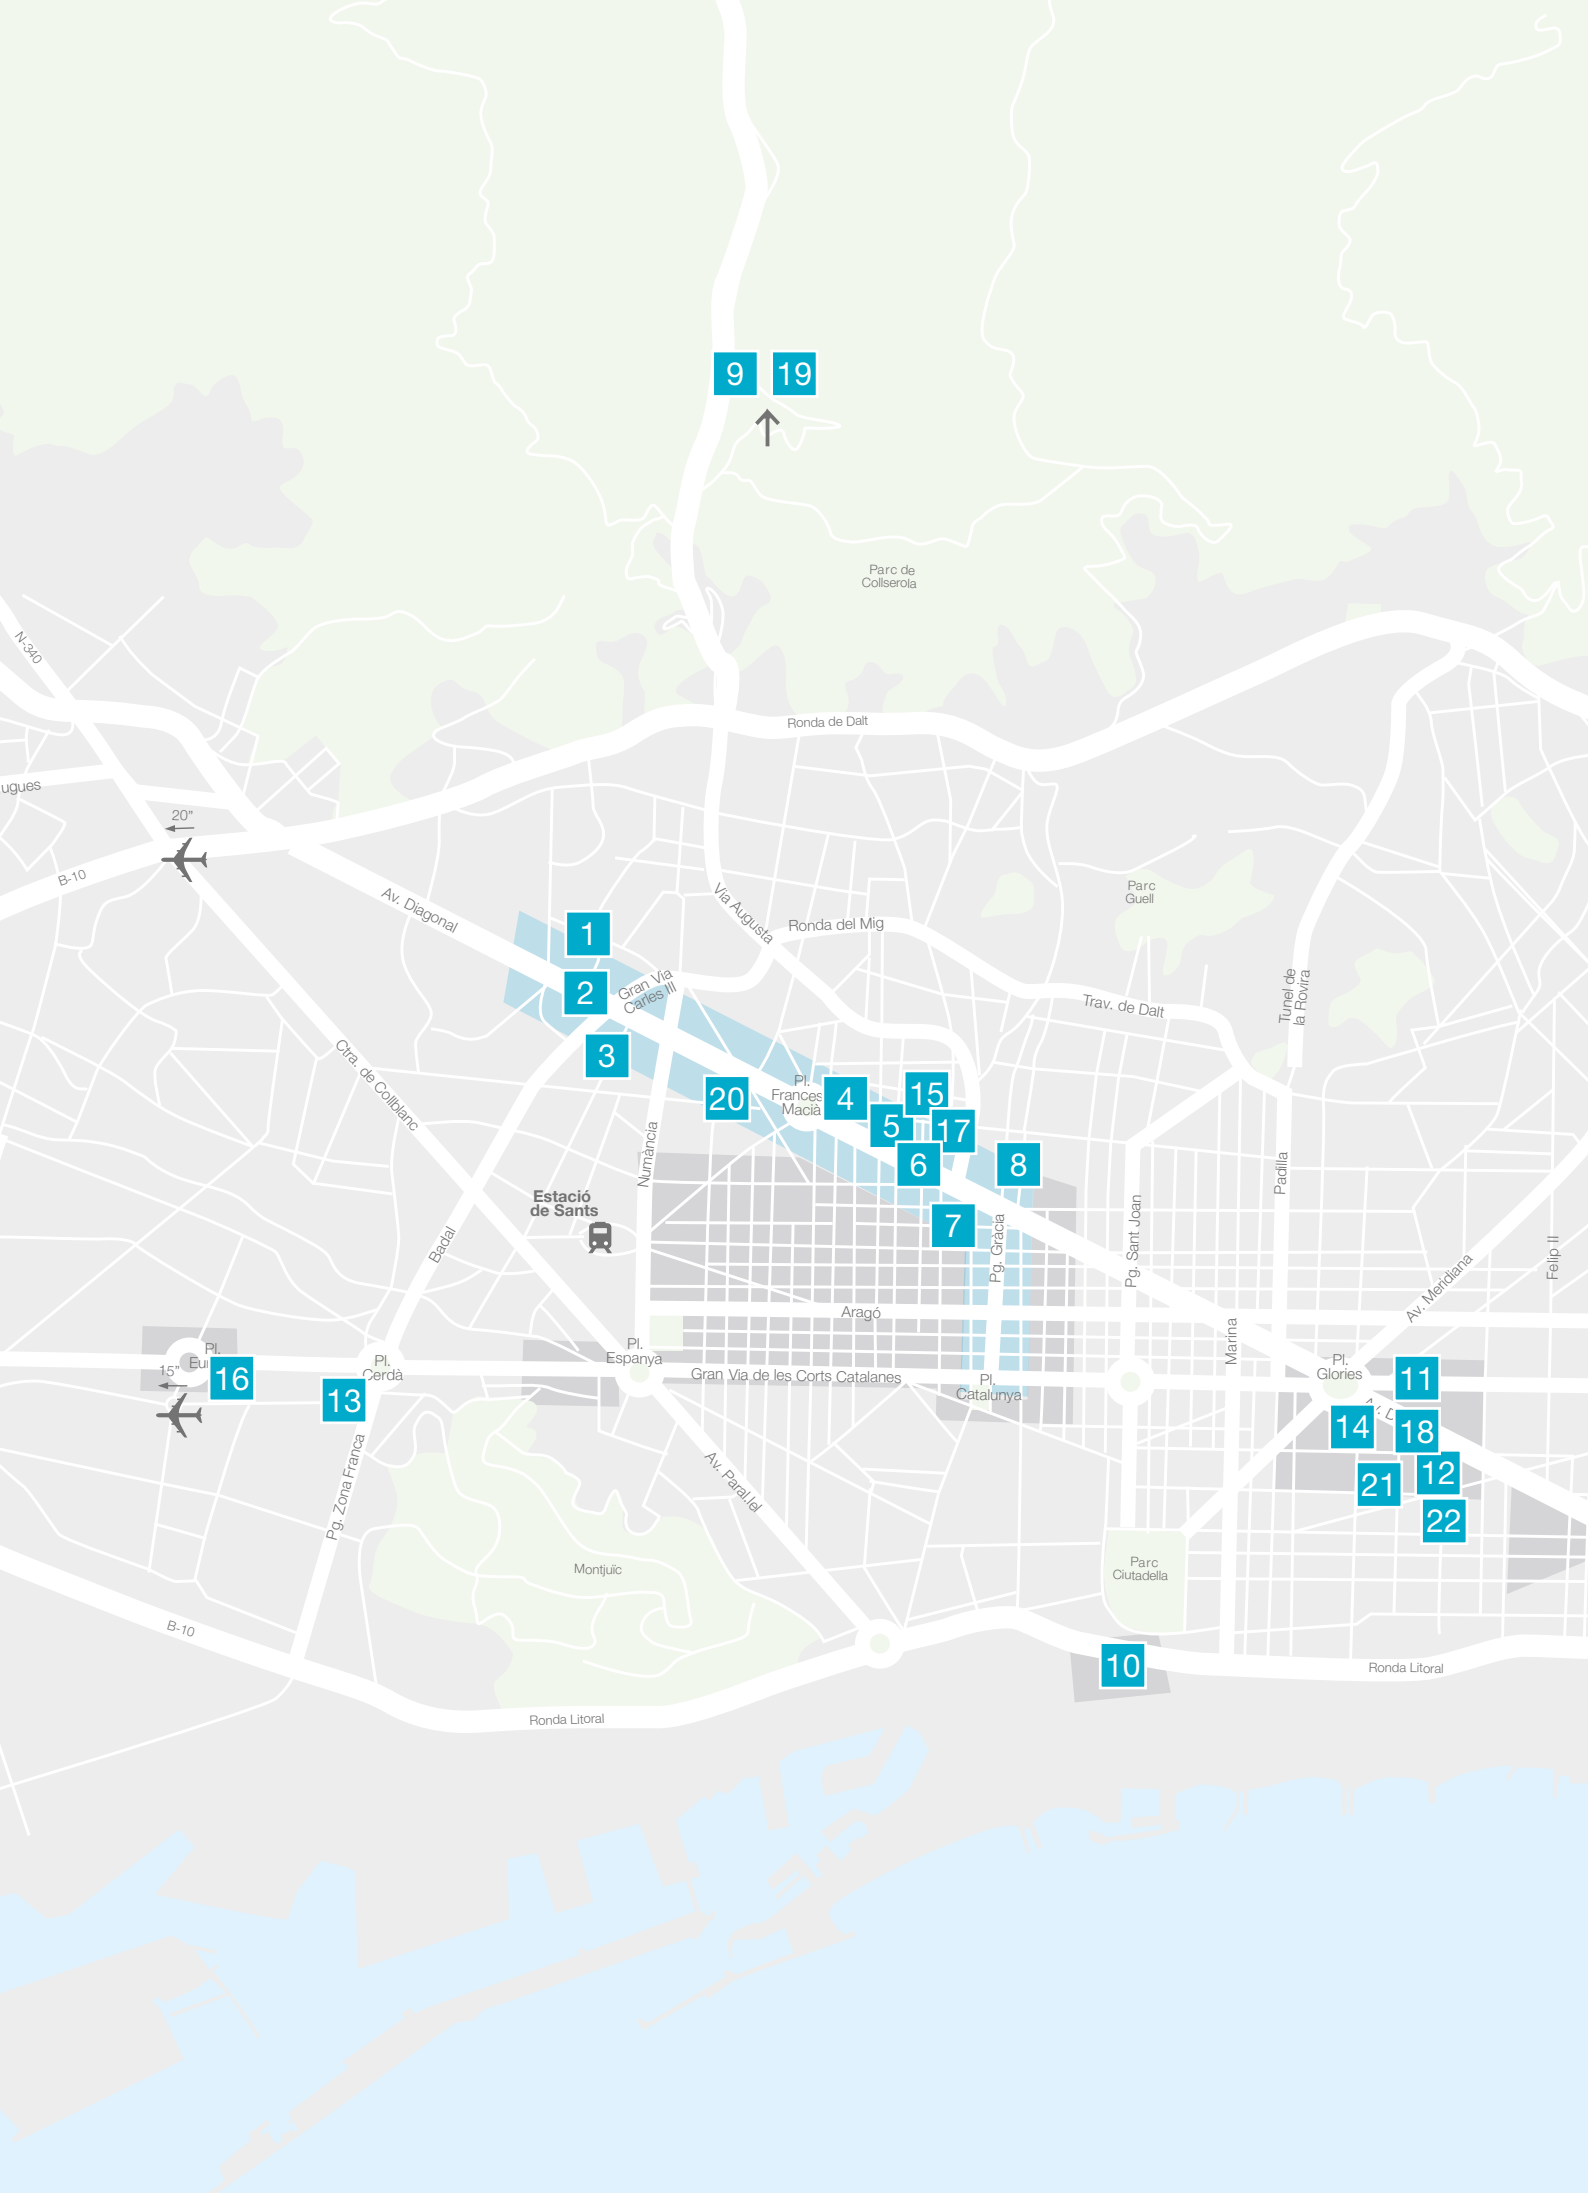 9
19
Parc de
Collserola
N-340
Ronda de Dalt
ugues
20"
B-10
Av. Diagonal
Via Augusta
Ronda del Mig
Parc
Guell
1
2
Gran Via
Carles III
Tunel de
la Rovira
Trav. de Dalt
3
Ctra. de Collblanc
20
Pl.
Frances
Macià
4
15
5
17
6
8
Numància
Padilla
Estació
de Sants
7
Pg. Gràcia
Pg. Sant Joan
Badal
Felip II
Av. Meridiana
Aragó
Marina
Pl.
Eu
15"
16
Pl.
Cerdà
13
Pl.
Espanya
Gran Via de les Corts Catalanes
Pl.
Catalunya
Pl.
Glories
11
Av. D
14
18
12
21
22
Pg. Zona Franca
Av. Paral.lel
Montjuïc
Parc
Ciutadella
B-10
10
Ronda Litoral
Ronda Litoral